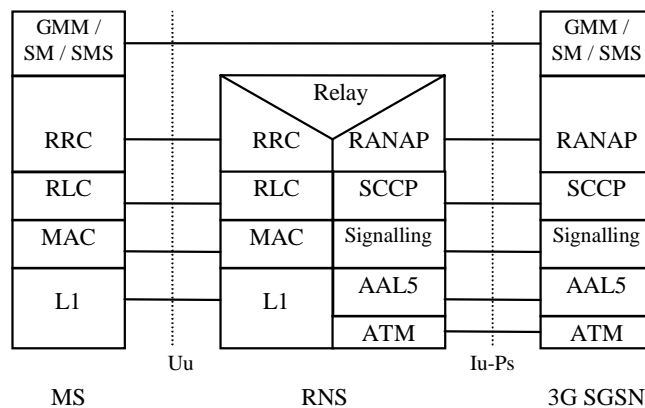 GMM /
SM / SMS
GMM /
SM / SMS
Relay
RRC
RRC
RANAP
RANAP
RLC
RLC
SCCP
SCCP
MAC
MAC
Signalling
Signalling
L1
L1
AAL5
AAL5
ATM
ATM
Uu
Iu-Ps
MS
RNS
3G SGSN